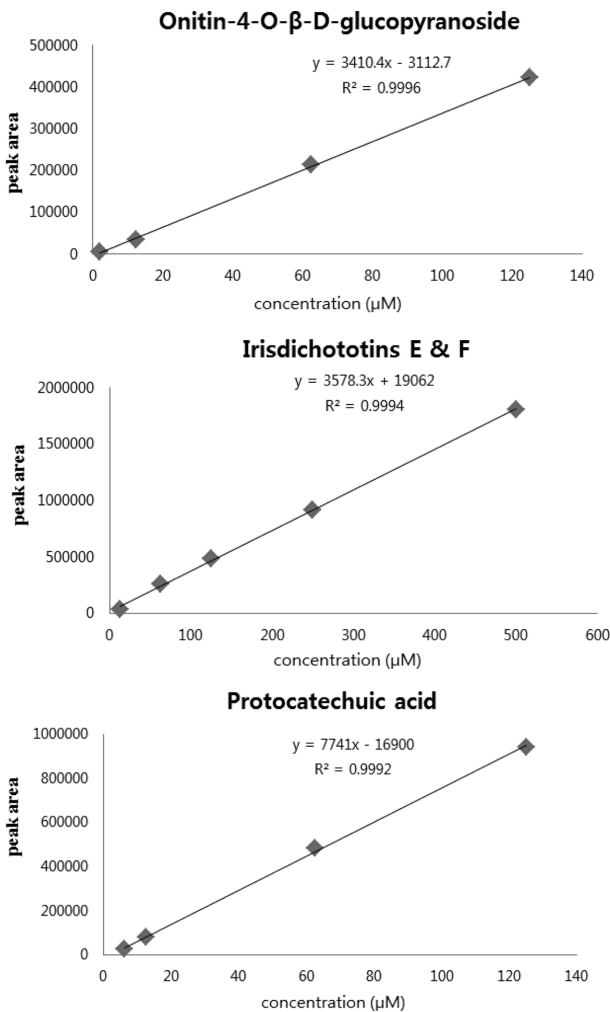 Onitin-4-O-β-D-glucopyranoside
y = 3410.4x - 3112.7
R² = 0.9996
500000
400000
300000
200000
100000
0
peak area
0 20 40 60 80 100 120 140
concentration (μM)
Irisdichototins E & F
y = 3578.3x + 19062
R² = 0.9994
2000000
1500000
1000000
500000
0
peak area
0 100 200 300 400 500 600
concentration (μM)
Protocatechuic acid
y = 7741x - 16900
R² = 0.9992
1000000
800000
600000
400000
200000
0
peak area
0 20 40 60 80 100 120 140
concentration (μM)